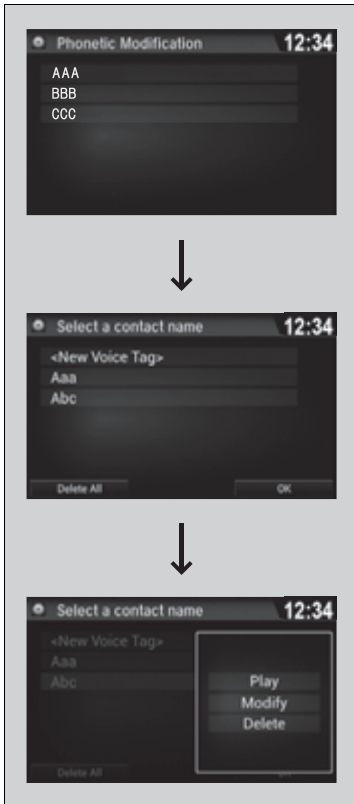 Phonetic Modification 12:34
AAA
BBB
CCC
Select a contact name 12:34
<New Voice Tag>
Aaa
Abc
Delete All OK
Select a contact name 12:34
<New Voice Tag>
Aaa
Abc
Play
Modify
Delete
Delete All